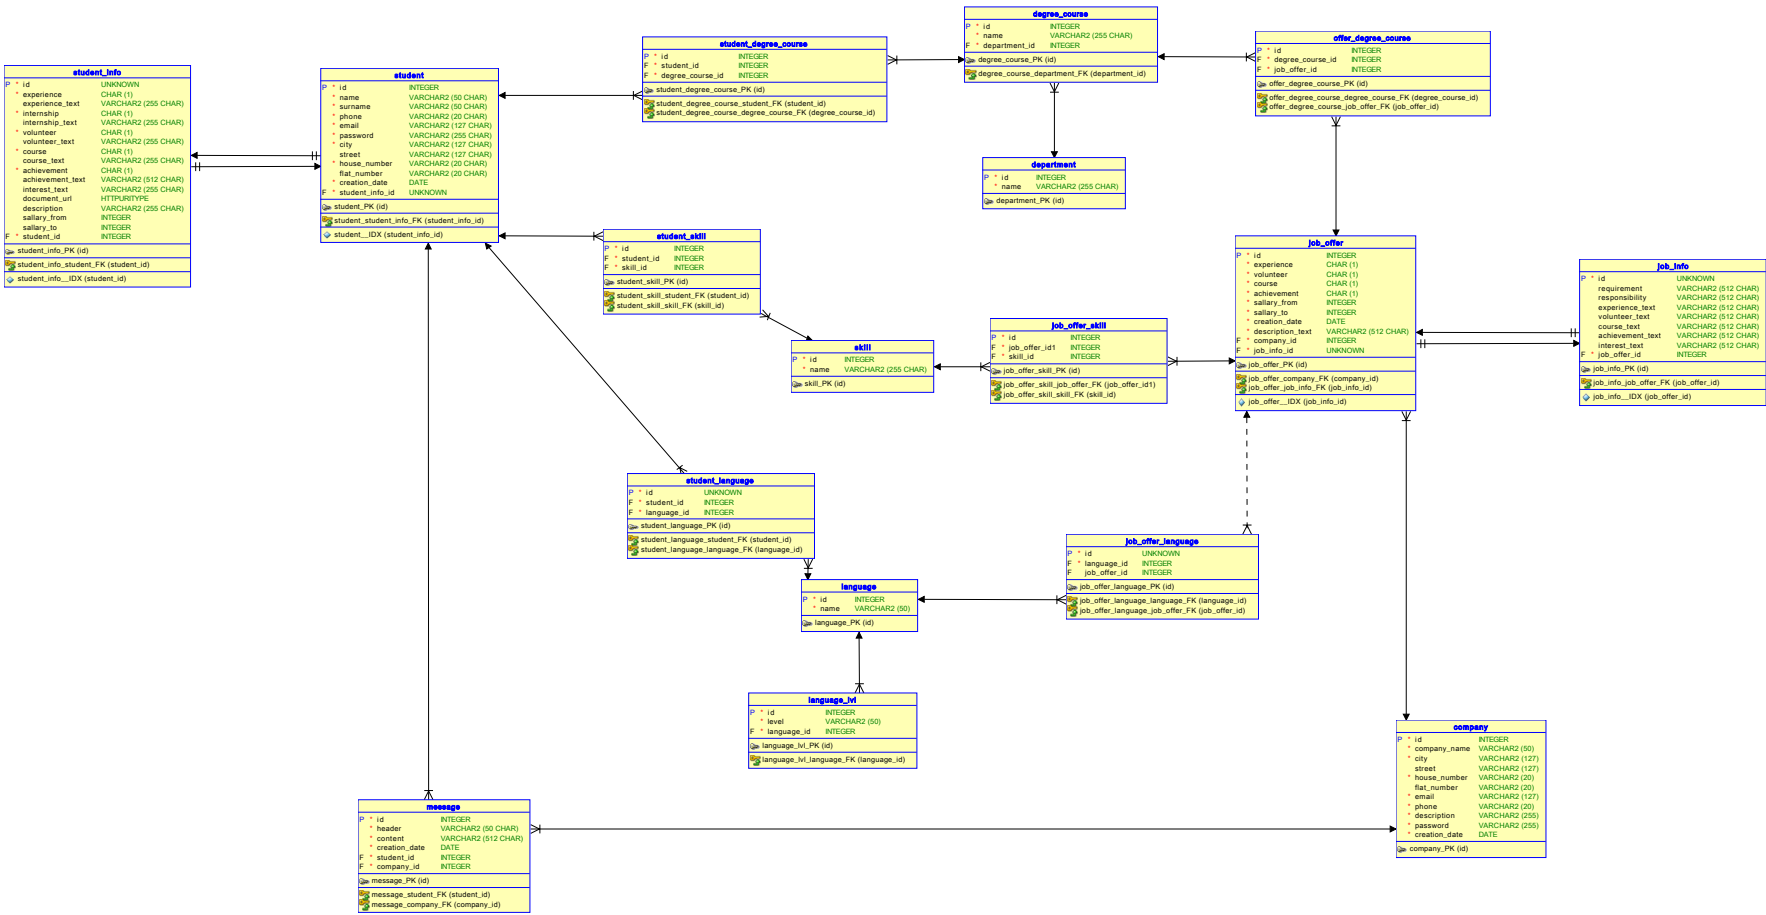 student_info
P * id UNKNOWN
* experience CHAR (1)
experience_text VARCHAR2 (255 CHAR)
* internship CHAR (1)
internship_text VARCHAR2 (255 CHAR)
* volunteer CHAR (1)
volunteer_text VARCHAR2 (255 CHAR)
* course CHAR (1)
course_text VARCHAR2 (255 CHAR)
* achievement CHAR (1)
achievement_text VARCHAR2 (512 CHAR)
interest_text VARCHAR2 (255 CHAR)
document_url HTTPURITYPE
description VARCHAR2 (255 CHAR)
sallary_from INTEGER
sallary_to INTEGER
F * student_id INTEGER
student_info_PK (id)
student_info_student_FK (student_id)
student_info__IDX (student_id)
student
P * id INTEGER
* name VARCHAR2 (50 CHAR)
* surname VARCHAR2 (50 CHAR)
* phone VARCHAR2 (20 CHAR)
* email VARCHAR2 (127 CHAR)
* password VARCHAR2 (255 CHAR)
* city VARCHAR2 (127 CHAR)
street VARCHAR2 (127 CHAR)
* house_number VARCHAR2 (20 CHAR)
flat_number VARCHAR2 (20 CHAR)
* creation_date DATE
F * student_info_id UNKNOWN
student_PK (id)
student_student_info_FK (student_info_id)
student__IDX (student_info_id)
student_degree_course
P * id INTEGER
F * student_id INTEGER
F * degree_course_id INTEGER
student_degree_course_PK (id)
student_degree_course_student_FK (student_id)
student_degree_course_degree_course_FK (degree_course_id)
degree_course
P * id INTEGER
* name VARCHAR2 (255 CHAR)
F * department_id INTEGER
degree_course_PK (id)
degree_course_department_FK (department_id)
offer_degree_course
P * id INTEGER
F * degree_course_id INTEGER
F * job_offer_id INTEGER
offer_degree_course_PK (id)
offer_degree_course_degree_course_FK (degree_course_id)
offer_degree_course_job_offer_FK (job_offer_id)
department
P * id INTEGER
* name VARCHAR2 (255 CHAR)
department_PK (id)
student_skill
P * id INTEGER
F * student_id INTEGER
F * skill_id INTEGER
student_skill_PK (id)
student_skill_student_FK (student_id)
student_skill_skill_FK (skill_id)
skill
P * id INTEGER
* name VARCHAR2 (255 CHAR)
skill_PK (id)
job_offer_skill
P * id INTEGER
F * job_offer_id1 INTEGER
F * skill_id INTEGER
job_offer_skill_PK (id)
job_offer_skill_job_offer_FK (job_offer_id1)
job_offer_skill_skill_FK (skill_id)
job_offer
P * id INTEGER
* experience CHAR (1)
* volunteer CHAR (1)
* course CHAR (1)
* achievement CHAR (1)
* sallary_from INTEGER
* sallary_to INTEGER
* creation_date DATE
* description_text VARCHAR2 (512 CHAR)
F * company_id INTEGER
F * job_info_id UNKNOWN
job_offer_PK (id)
job_offer_company_FK (company_id)
job_offer_job_info_FK (job_info_id)
job_offer__IDX (job_info_id)
job_info
P * id UNKNOWN
requirement VARCHAR2 (512 CHAR)
responsibility VARCHAR2 (512 CHAR)
experience_text VARCHAR2 (512 CHAR)
volunteer_text VARCHAR2 (512 CHAR)
course_text VARCHAR2 (512 CHAR)
achievement_text VARCHAR2 (512 CHAR)
interest_text VARCHAR2 (512 CHAR)
F * job_offer_id INTEGER
job_info_PK (id)
job_info_job_offer_FK (job_offer_id)
job_info__IDX (job_offer_id)
student_language
P * id UNKNOWN
F * student_id INTEGER
F * language_id INTEGER
student_language_PK (id)
student_language_student_FK (student_id)
student_language_language_FK (language_id)
language
P * id INTEGER
* name VARCHAR2 (50)
language_PK (id)
job_offer_language
P * id UNKNOWN
F * language_id INTEGER
F job_offer_id INTEGER
job_offer_language_PK (id)
job_offer_language_language_FK (language_id)
job_offer_language_job_offer_FK (job_offer_id)
language_lvl
P * id INTEGER
* level VARCHAR2 (50)
F * language_id INTEGER
language_lvl_PK (id)
language_lvl_language_FK (language_id)
company
P * id INTEGER
* company_name VARCHAR2 (50)
* city VARCHAR2 (127)
street VARCHAR2 (127)
* house_number VARCHAR2 (20)
flat_number VARCHAR2 (20)
* email VARCHAR2 (127)
* phone VARCHAR2 (20)
* description VARCHAR2 (255)
* password VARCHAR2 (255)
* creation_date DATE
company_PK (id)
message
P * id INTEGER
* header VARCHAR2 (50 CHAR)
* content VARCHAR2 (512 CHAR)
* creation_date DATE
F * student_id INTEGER
F * company_id INTEGER
message_PK (id)
message_student_FK (student_id)
message_company_FK (company_id)